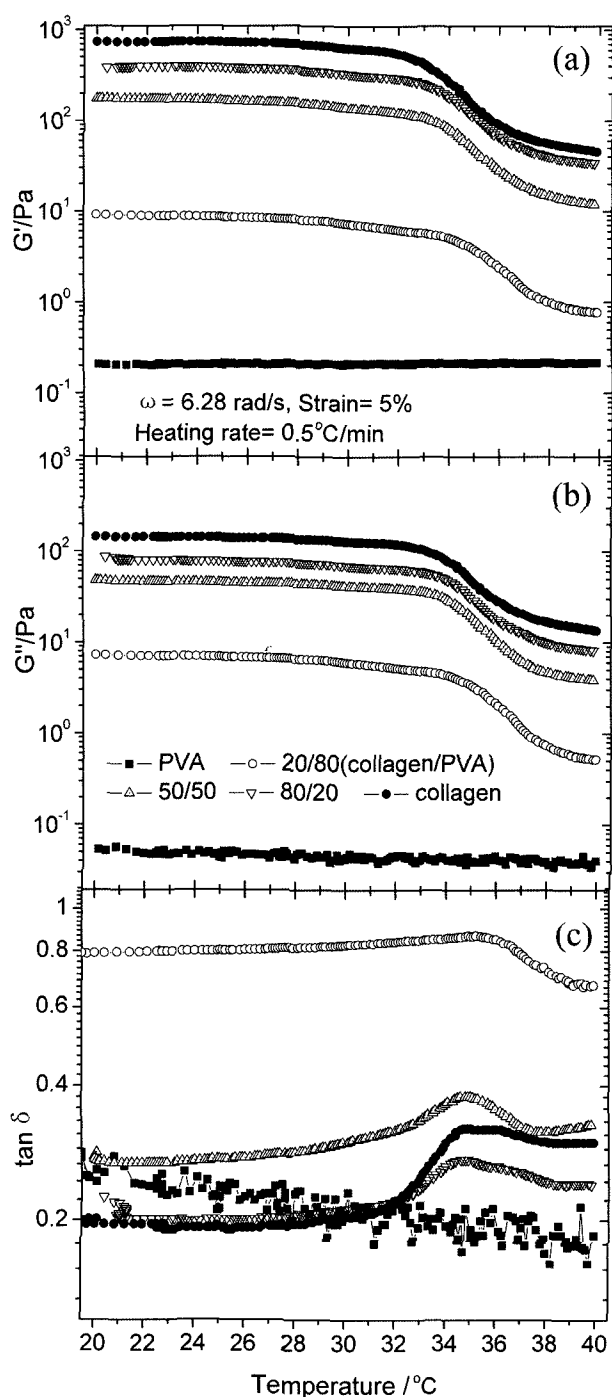 (a)
10³
10²
10¹
10⁰
10⁻¹
G'/Pa
ω = 6.28 rad/s, Strain= 5%
Heating rate= 0.5°C/min
(b)
10³
10²
10¹
10⁰
10⁻¹
G''/Pa
PVA 20/80(collagen/PVA)
50/50 80/20 collagen
(c)
1
0.8
0.6
0.4
0.2
tan δ
20 22 24 26 28 30 32 34 36 38 40
Temperature / °C